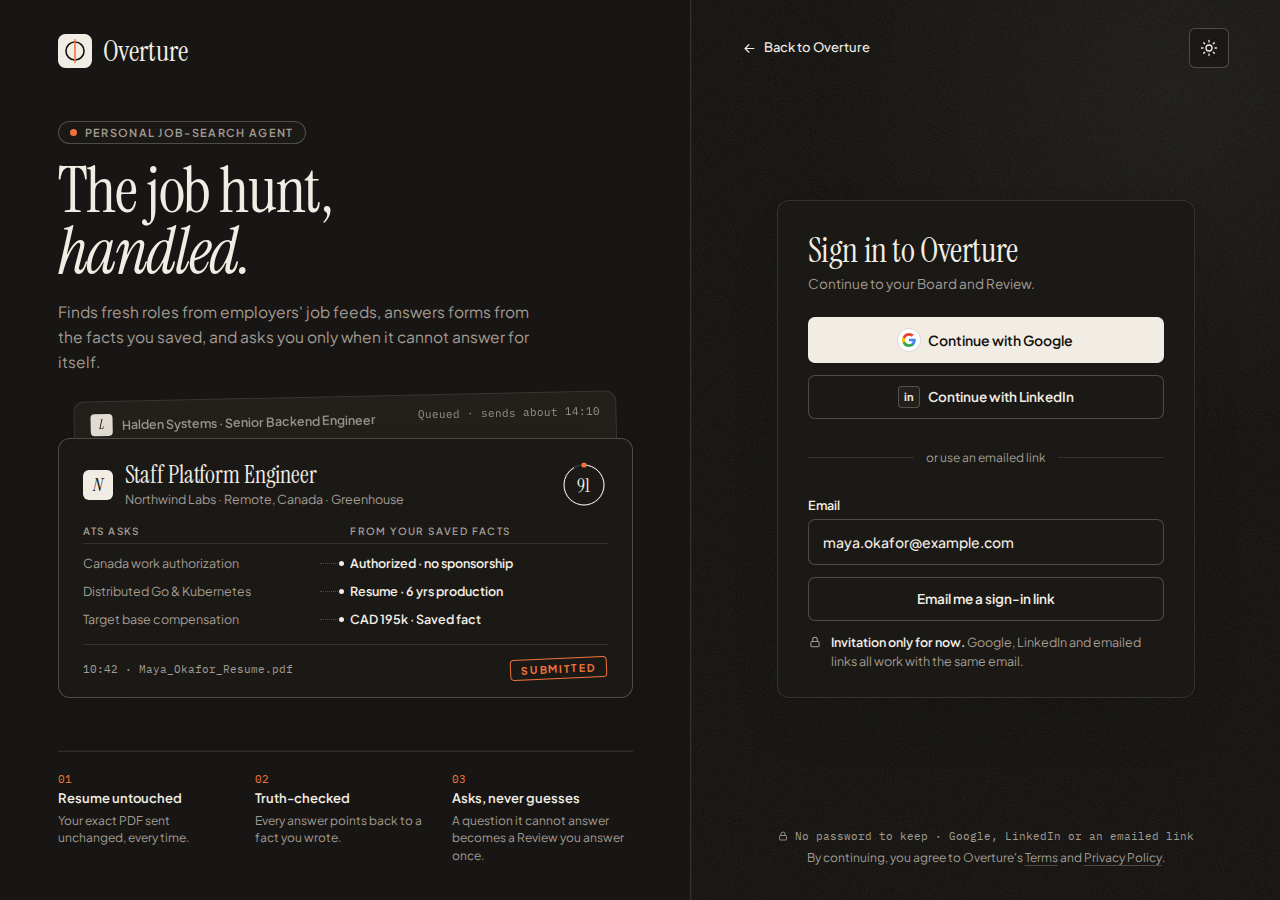 Overture
PERSONAL JOB-SEARCH AGENT
The job hunt,
handled.
Finds fresh roles from employers' job feeds, answers forms from
the facts you saved, and asks you only when it cannot answer for
itself.
L Halden Systems · Senior Backend Engineer Queued · sends about 14:10
N Staff Platform Engineer
Northwind Labs · Remote, Canada · Greenhouse
91
ATS ASKS FROM YOUR SAVED FACTS
Canada work authorization Authorized · no sponsorship
Distributed Go & Kubernetes Resume · 6 yrs production
Target base compensation CAD 195k · Saved fact
10:42 · Maya_Okafor_Resume.pdf SUBMITTED
01
Resume untouched
Your exact PDF sent
unchanged, every time.
02
Truth-checked
Every answer points back to a
fact you wrote.
03
Asks, never guesses
A question it cannot answer
becomes a Review you answer
once.
← Back to Overture
Sign in to Overture
Continue to your Board and Review.
Continue with Google
in Continue with LinkedIn
or use an emailed link
Email
maya.okafor@example.com
Email me a sign-in link
Invitation only for now. Google, LinkedIn and emailed
links all work with the same email.
No password to keep · Google, LinkedIn or an emailed link
By continuing, you agree to Overture's Terms and Privacy Policy.